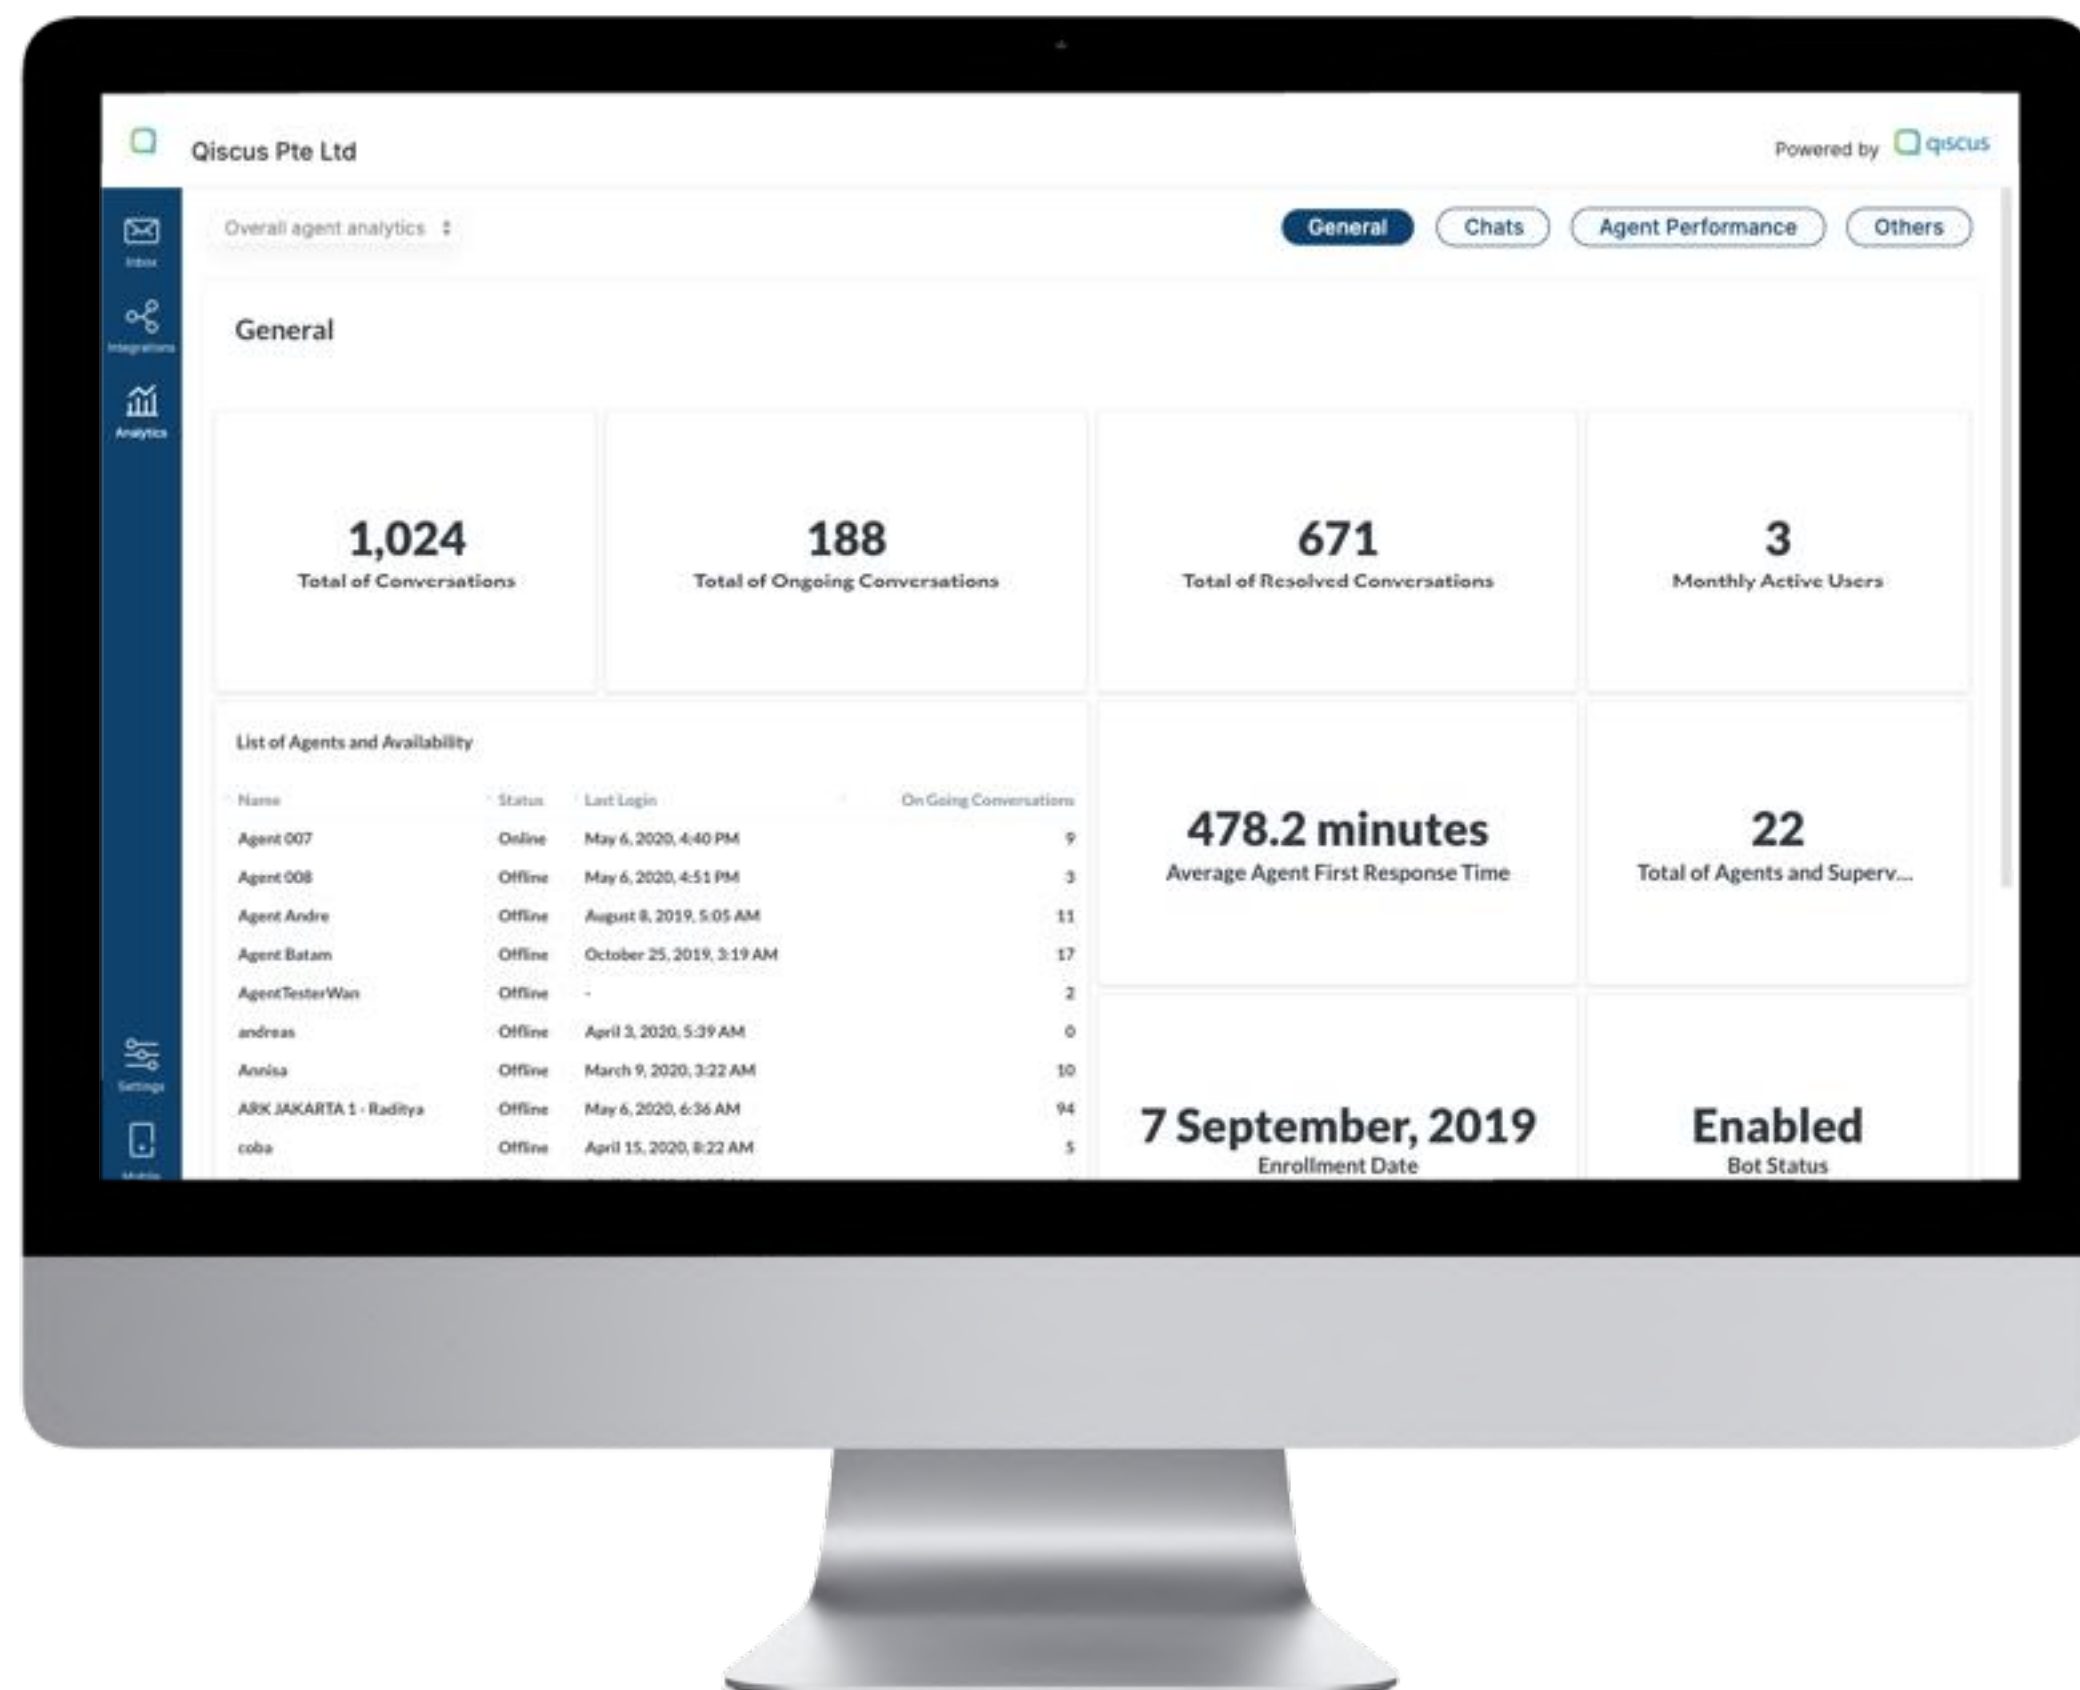 Qiscus Pte Ltd
Powered by qiscus
Inbox
Integrations
Analytics
Settings
Overall agent analytics
General Chats Agent Performance Others
General
1,024
Total of Conversations
188
Total of Ongoing Conversations
671
Total of Resolved Conversations
3
Monthly Active Users
List of Agents and Availability
Name Status Last Login On Going Conversations
Agent 007 Online May 6, 2020, 4:40 PM 9
Agent 008 Offline May 6, 2020, 4:51 PM 3
Agent Andre Offline August 8, 2019, 5:05 AM 11
Agent Batam Offline October 25, 2019, 3:19 AM 17
AgentTesterWan Offline - 2
andreas Offline April 3, 2020, 5:39 AM 0
Annisa Offline March 9, 2020, 3:22 AM 10
ARK JAKARTA 1 - Raditya Offline May 6, 2020, 6:36 AM 94
coba Offline April 15, 2020, 8:22 AM 5
478.2 minutes
Average Agent First Response Time
22
Total of Agents and Superv...
7 September, 2019
Enrollment Date
Enabled
Bot Status